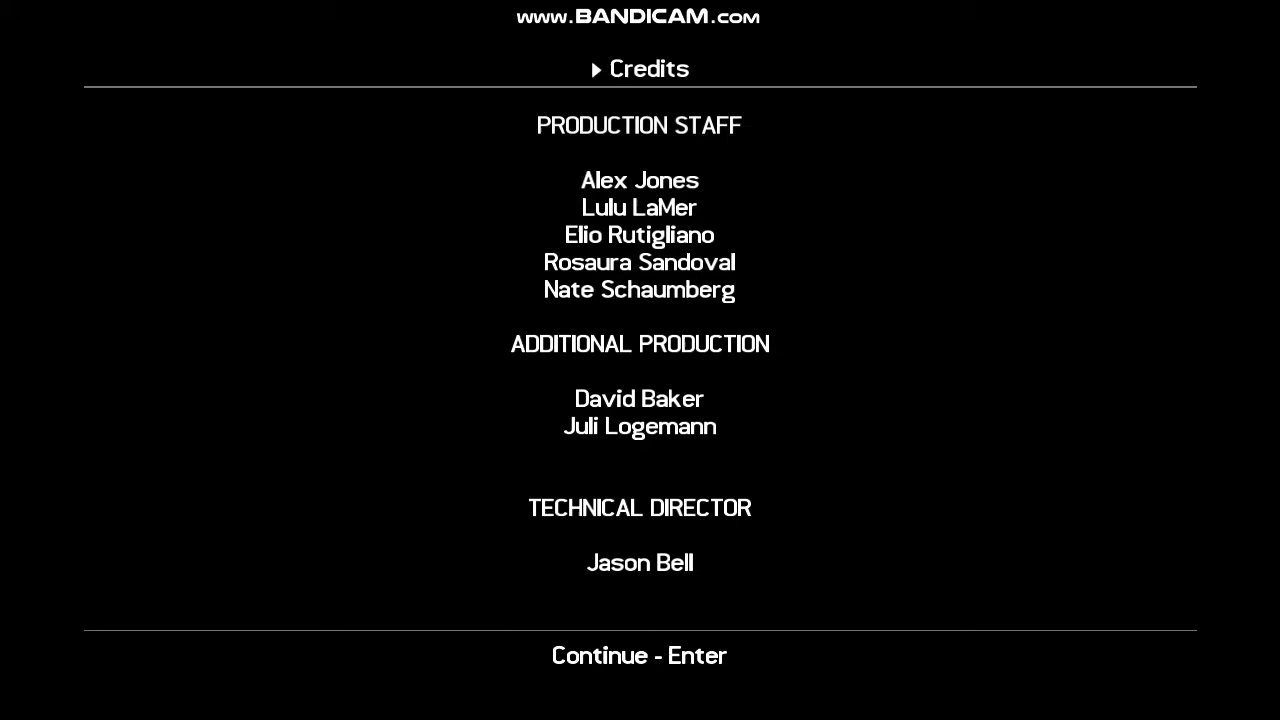 www.BANDICAM.com
Credits
PRODUCTION STAFF
Alex Jones
Lulu LaMer
Elio Rutigliano
Rosaura Sandoval
Nate Schaumberg
ADDITIONAL PRODUCTION
David Baker
Juli Logemann
TECHNICAL DIRECTOR
Jason Bell
Continue - Enter